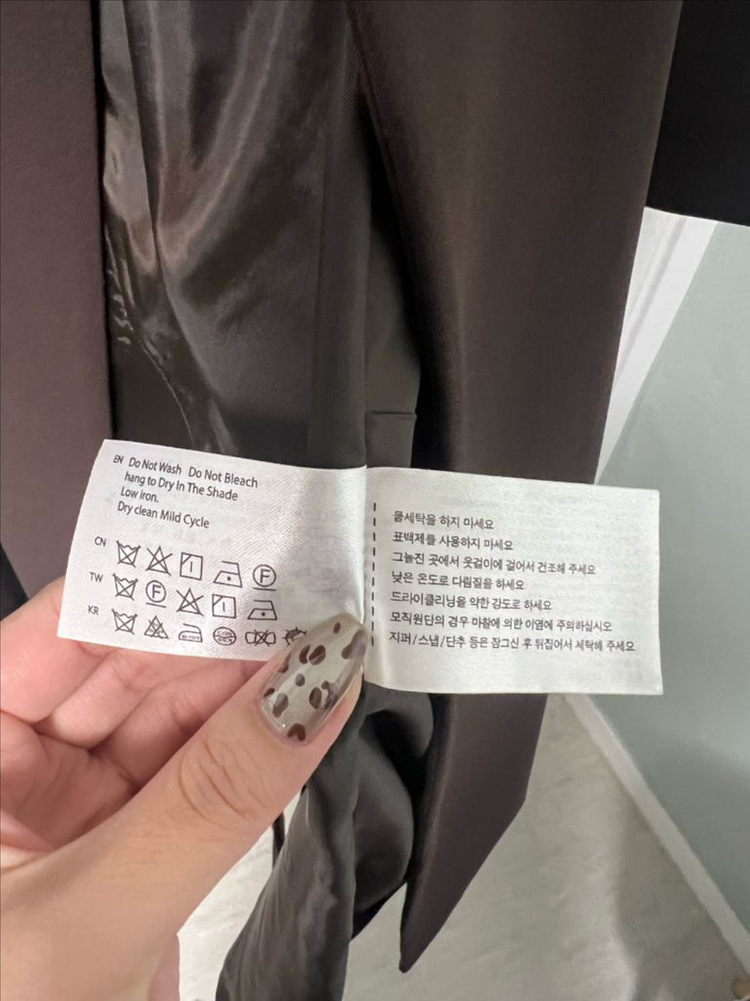 EN Do Not Wash Do Not Bleach
hang to Dry In The Shade
Low iron.
Dry clean Mild Cycle
CN
TW
KR
물세탁을 하지 마세요
표백제를 사용하지 마세요
그늘진 곳에서 옷걸이에 걸어서 건조해 주세요
낮은 온도로 다림질을 하세요
드라이클리닝을 약한 강도로 하세요
모직원단의 경우 마찰에 의한 이염에 주의하십시오
지퍼/스냅/단추 등은 잠그신 후 뒤집어서 세탁해 주세요